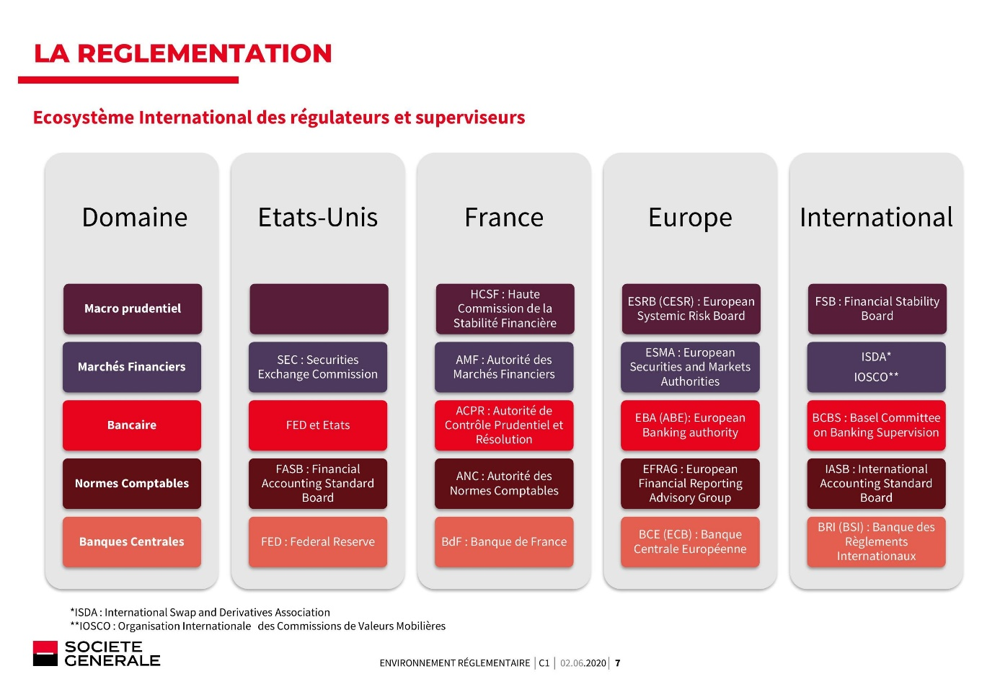 LA REGLEMENTATION
Ecosystème International des régulateurs et superviseurs
Domaine
Etats-Unis
France
Europe
International
Macro prudentiel
HCSF : Haute
Commission de la
Stabilité Financière
ESRB (CESR) : European
Systemic Risk Board
FSB : Financial Stability
Board
Marchés Financiers
SEC : Securities
Exchange Commission
AMF : Autorité des
Marchés Financiers
ESMA : European
Securities and Markets
Authorities
ISDA*
IOSCO**
Bancaire
FED et Etats
ACPR : Autorité de
Contrôle Prudentiel et
Résolution
EBA (ABE): European
Banking authority
BCBS : Basel Committee
on Banking Supervision
Normes Comptables
FASB : Financial
Accounting Standard
Board
ANC : Autorité des
Normes Comptables
EFRAG : European
Financial Reporting
Advisory Group
IASB : International
Accounting Standard
Board
Banques Centrales
FED : Federal Reserve
BdF : Banque de France
BCE (ECB) : Banque
Centrale Européenne
BRI (BSI) : Banque des
Règlements
Internationaux
*ISDA : International Swap and Derivatives Association
**IOSCO : Organisation Internationale des Commissions de Valeurs Mobilières
SOCIETE
GENERALE
ENVIRONNEMENT RÉGLEMENTAIRE | C1 | 02.06.2020 | 7